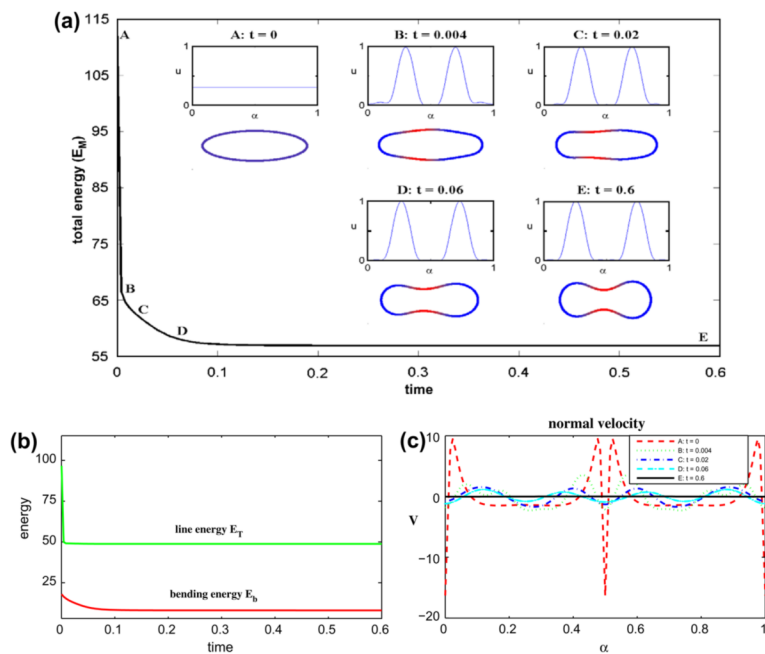 (a)
115
105
95
85
75
65
55
total energy (E_M)
A
B
C
D
E
0
0.1
0.2
0.3
0.4
0.5
0.6
time
A: t = 0
1
u
0
0
α
1
B: t = 0.004
1
u
0
0
α
1
C: t = 0.02
1
u
0
0
α
1
D: t = 0.06
1
u
0
0
α
1
E: t = 0.6
1
u
0
0
α
1
(b)
100
75
50
25
energy
line energy E_T
bending energy E_b
0
0.1
0.2
0.3
0.4
0.5
0.6
time
(c)
normal velocity
10
0
−10
−20
V
A: t = 0
B: t = 0.004
C: t = 0.02
D: t = 0.06
E: t = 0.6
0
0.2
0.4
0.6
0.8
1
α